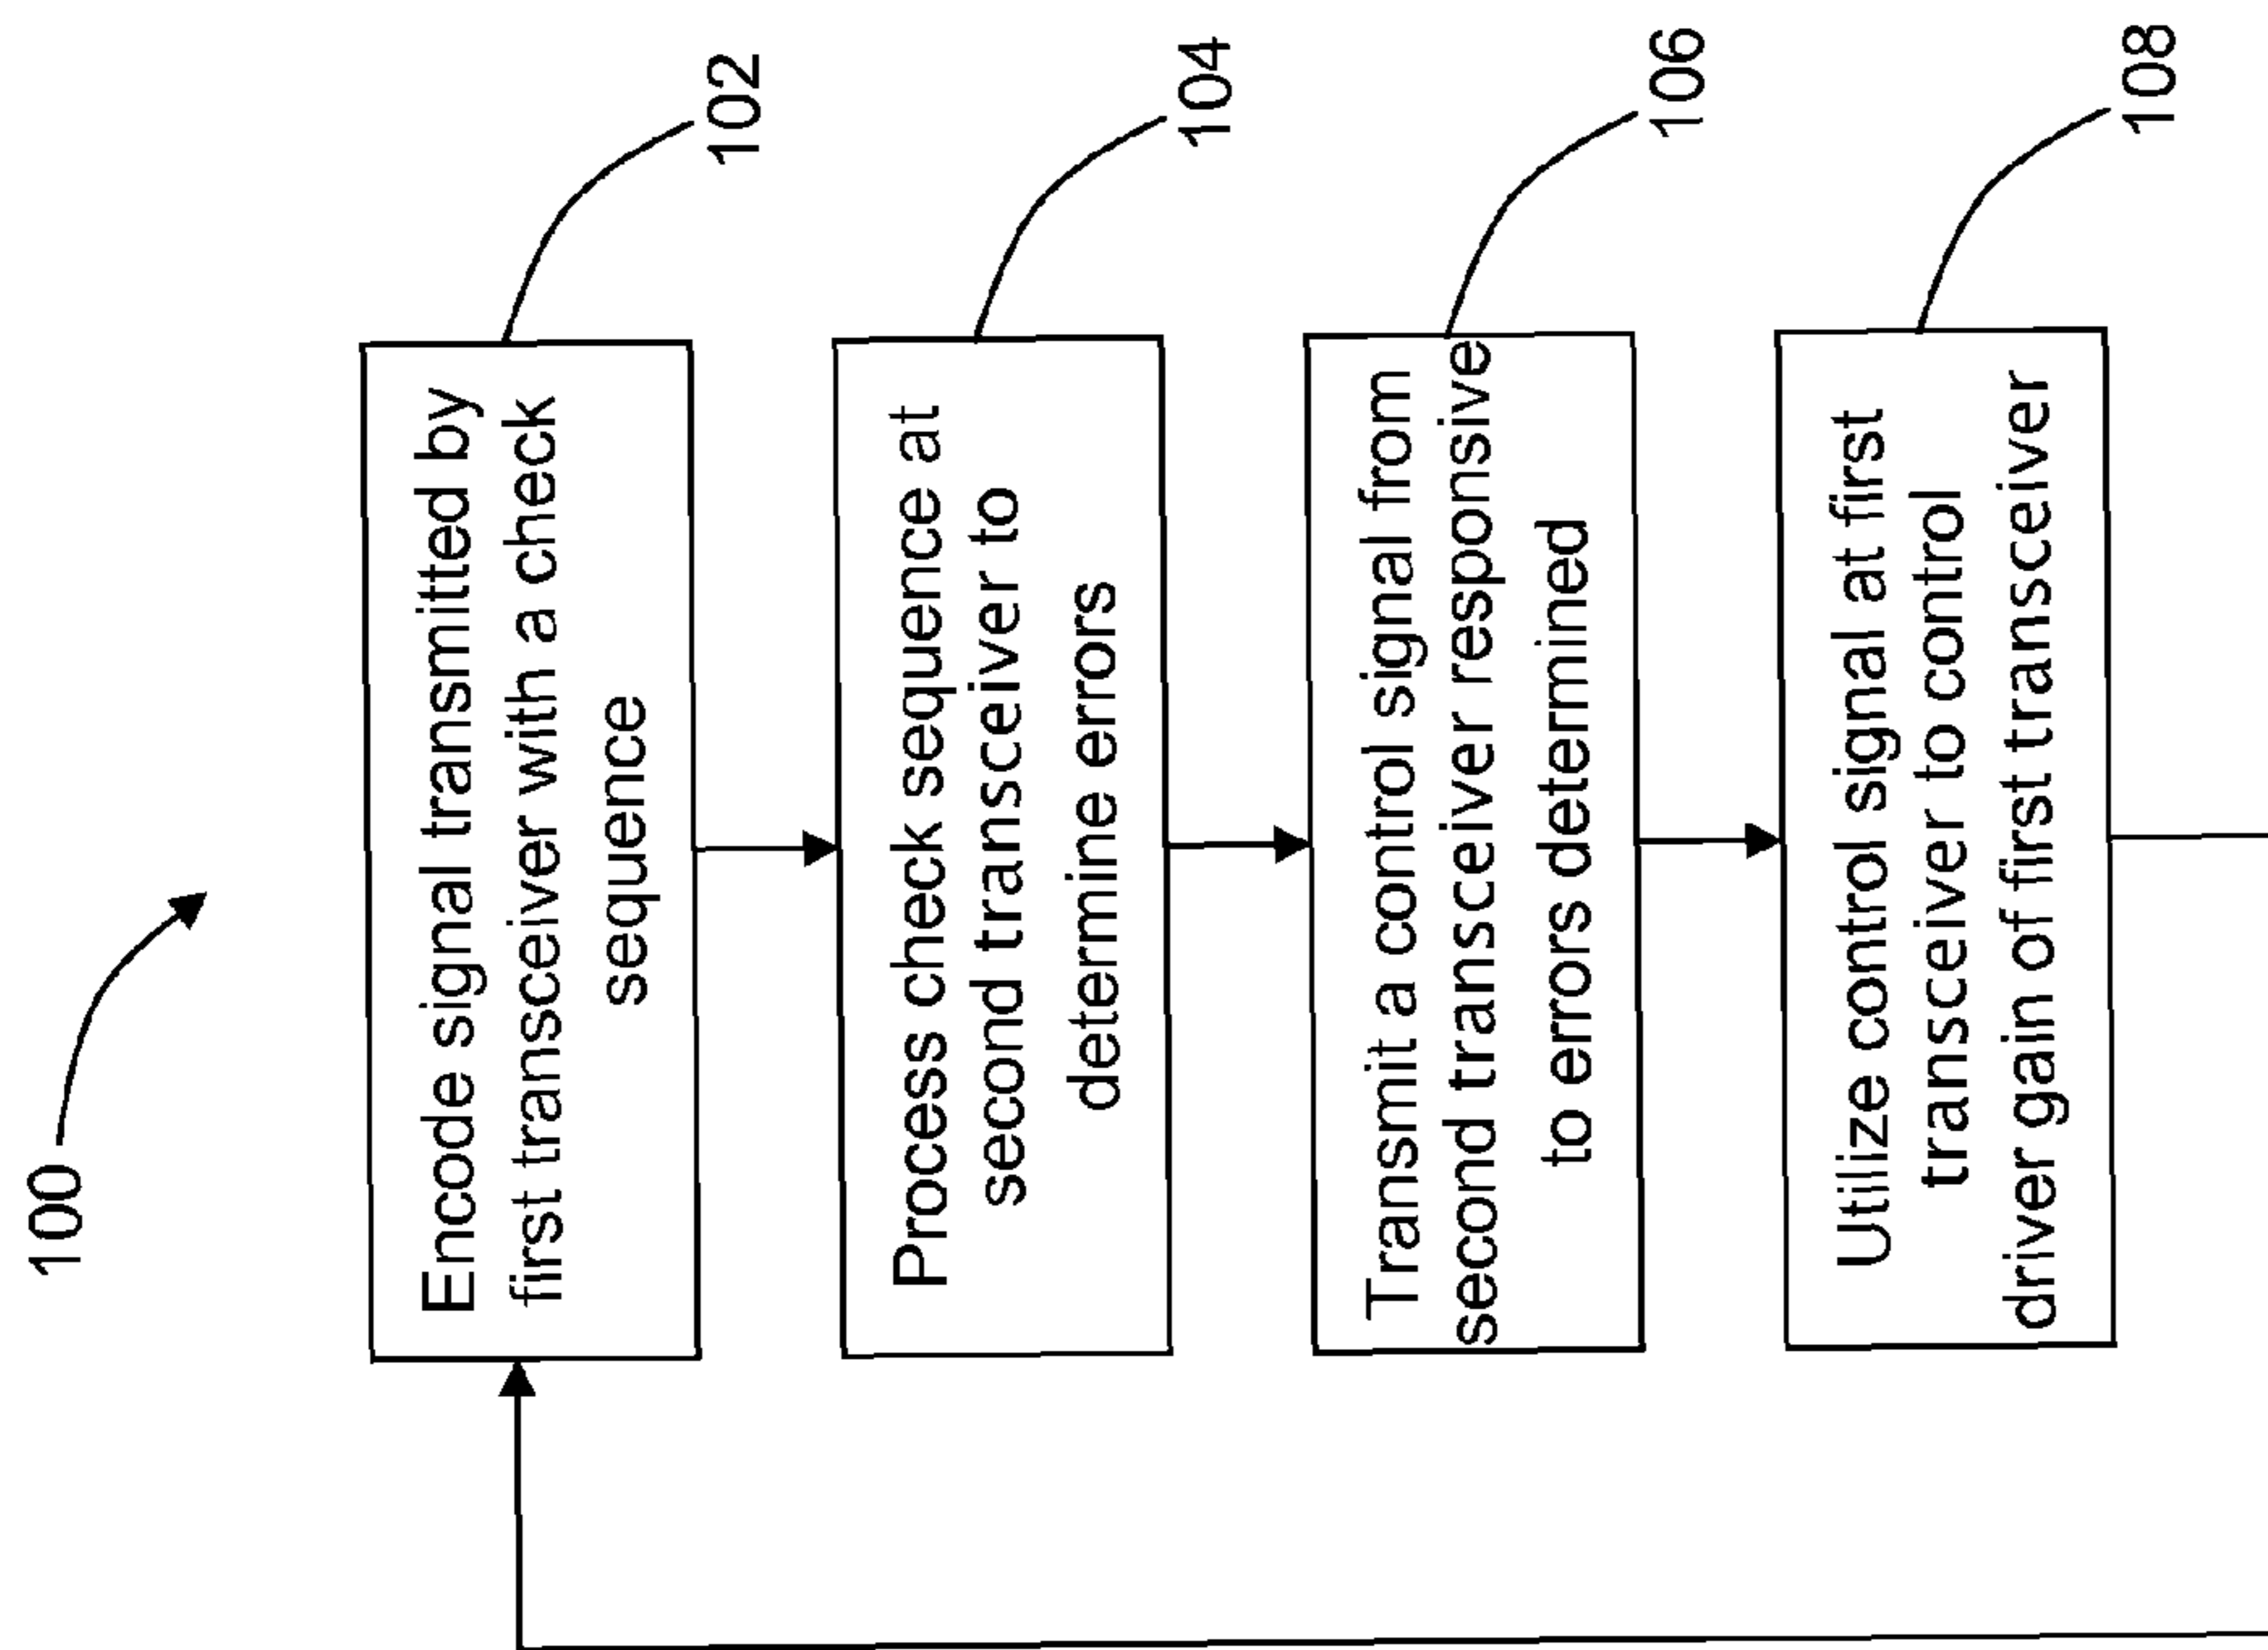 100
Encode signal transmitted by
first transceiver with a check
sequence
102
Process check sequence at
second transceiver to
determine errors
104
Transmit a control signal from
second transceiver responsive
to errors determined
106
Utilize control signal at first
transceiver to control
driver gain of first transceiver
108